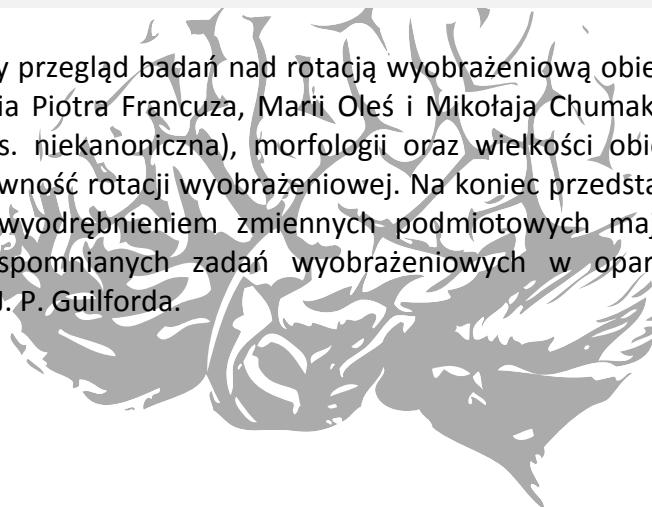 y przegląd badań nad rotacją wyobrażeniową obie
ia Piotra Francuza, Marii Oleś i Mikołaja Chumak
s. niekanoniczna), morfologii oraz wielkości obie
wność rotacji wyobrażeniowej. Na koniec przedsta
wyodrębnieniem zmiennych podmiotowych maj
spomnianych zadań wyobrażeniowych w opar
J. P. Guilforda.